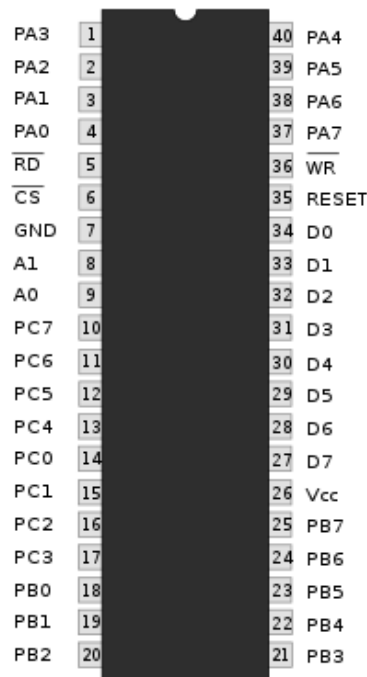 PA3 1 40 PA4
PA2 2 39 PA5
PA1 3 38 PA6
PA0 4 37 PA7
RD 5 36 WR
CS 6 35 RESET
GND 7 34 D0
A1 8 33 D1
A0 9 32 D2
PC7 10 31 D3
PC6 11 30 D4
PC5 12 29 D5
PC4 13 28 D6
PC0 14 27 D7
PC1 15 26 Vcc
PC2 16 25 PB7
PC3 17 24 PB6
PB0 18 23 PB5
PB1 19 22 PB4
PB2 20 21 PB3